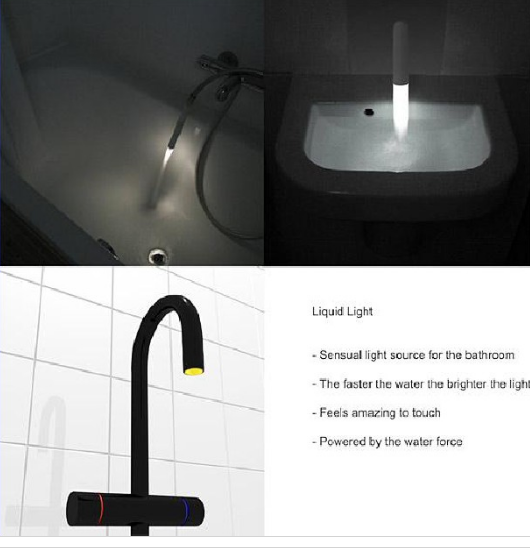 Liquid Light
- Sensual light source for the bathroom
- The faster the water the brighter the light
- Feels amazing to touch
- Powered by the water force